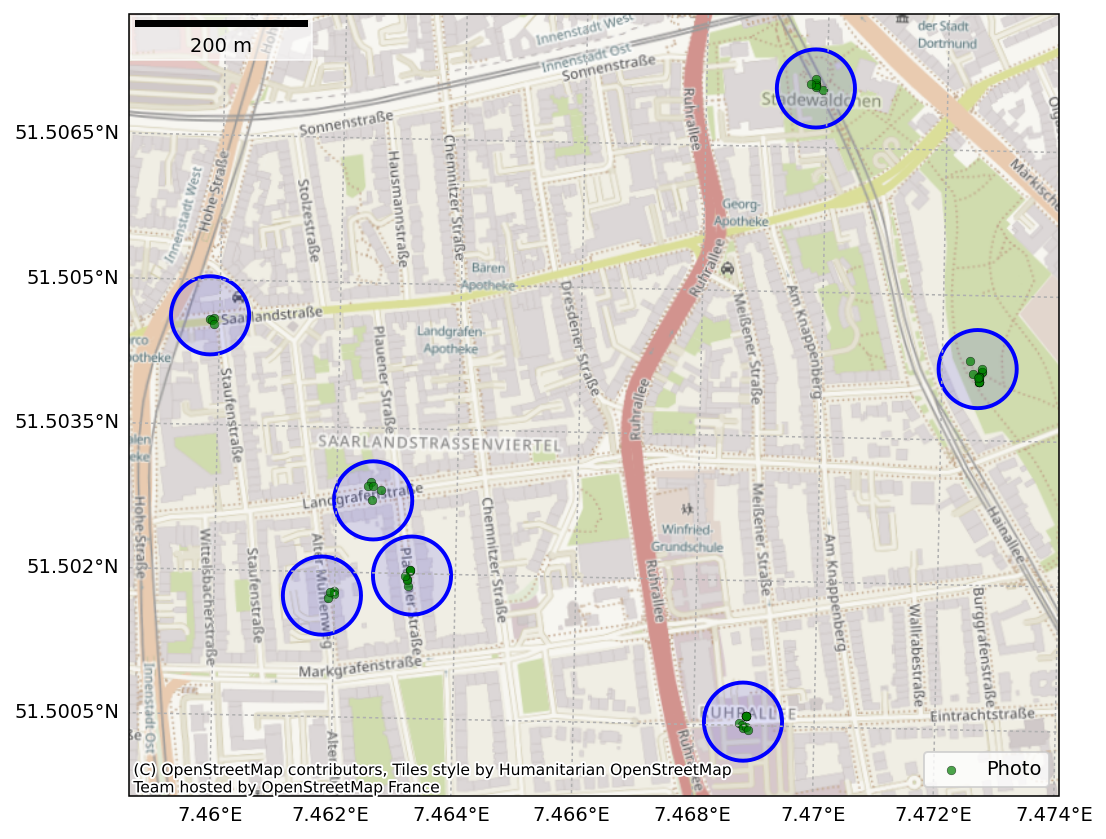 200 m
Hohe
Innenstadt West
Innenstadt Ost
Sonnenstraße
der Stadt
Dortmund
Stadewäldchen
51.5065°N
Sonnenstraße
Ruhrallee
Chemnitzer Straße
Hausmannstraße
Stolzestraße
Hohe Straße
Innenstadt West
Märkische
Georg-
Apotheke
51.505°N
Bären
Apotheke
Ruhrallee
Saarlandstraße
Landgrafen-
Apotheke
Plauener Straße
Dresdener Straße
Meißener Straße
Am Knappenberg
Staufenstraße
Ruhrallee
51.5035°N
SAARLANDSTRASSENVIERTEL
Landgrafenstraße
Hohe Straße
Chemnitzer Straße
Winfried-
Grundschule
Meißener Straße
Am Knappenberg
Hainallee
51.502°N
Wittelsbacherstraße
Staufenstraße
Alter Mühlenweg
Plauener Straße
Ruhrallee
Wallrabestraße
Burggrafenstraße
Markgrafenstraße
Innenstadt Ost
51.5005°N
RUHRALLEE
Eintrachtstraße
Alter
Ruhrallee
Photo
(C) OpenStreetMap contributors, Tiles style by Humanitarian OpenStreetMap
Team hosted by OpenStreetMap France
7.46°E 7.462°E 7.464°E 7.466°E 7.468°E 7.47°E 7.472°E 7.474°E